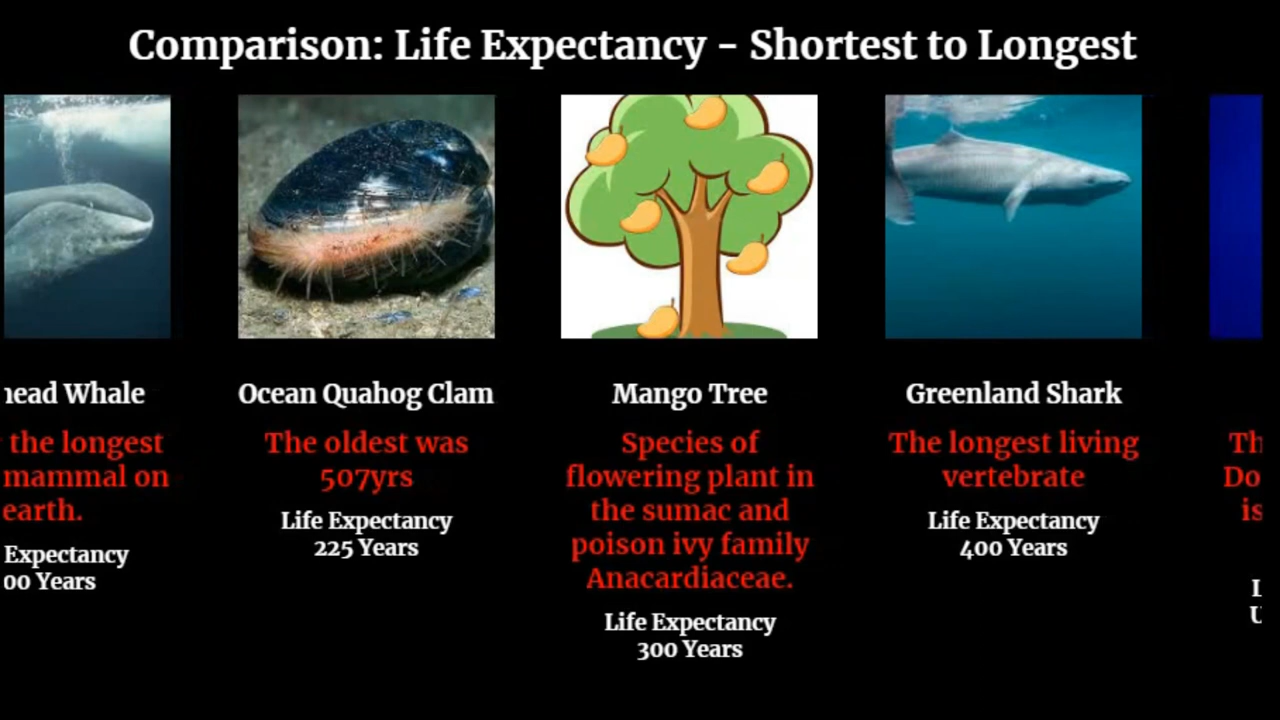 Comparison: Life Expectancy - Shortest to Longest
head Whale
the longest
mammal on
earth.
Expectancy
00 Years
Ocean Quahog Clam
The oldest was
507yrs
Life Expectancy
225 Years
Mango Tree
Species of
flowering plant in
the sumac and
poison ivy family
Anacardiaceae.
Life Expectancy
300 Years
Greenland Shark
The longest living
vertebrate
Life Expectancy
400 Years
Th
Do
is
L
U